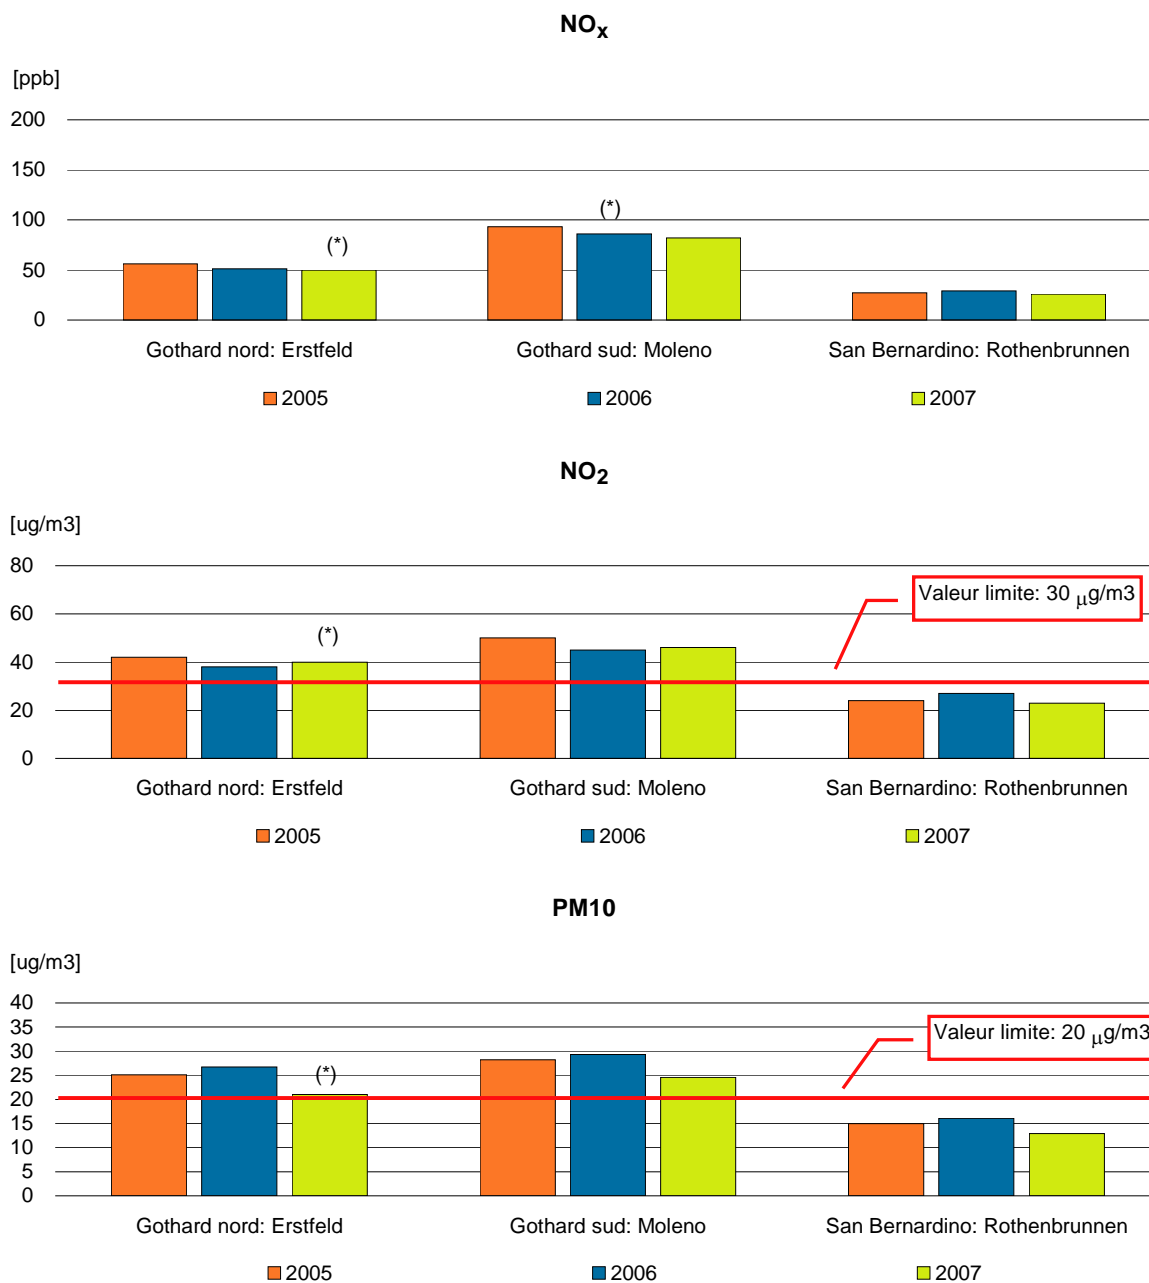 NOx
[ppb]
200
150
100
50
0
(*)
(*)
Gothard nord: Erstfeld
Gothard sud: Moleno
San Bernardino: Rothenbrunnen
2005
2006
2007
NO2
[ug/m3]
80
60
40
20
0
Valeur limite: 30 µg/m3
(*)
Gothard nord: Erstfeld
Gothard sud: Moleno
San Bernardino: Rothenbrunnen
2005
2006
2007
PM10
[ug/m3]
40
35
30
25
20
15
10
5
0
Valeur limite: 20 µg/m3
(*)
Gothard nord: Erstfeld
Gothard sud: Moleno
San Bernardino: Rothenbrunnen
2005
2006
2007